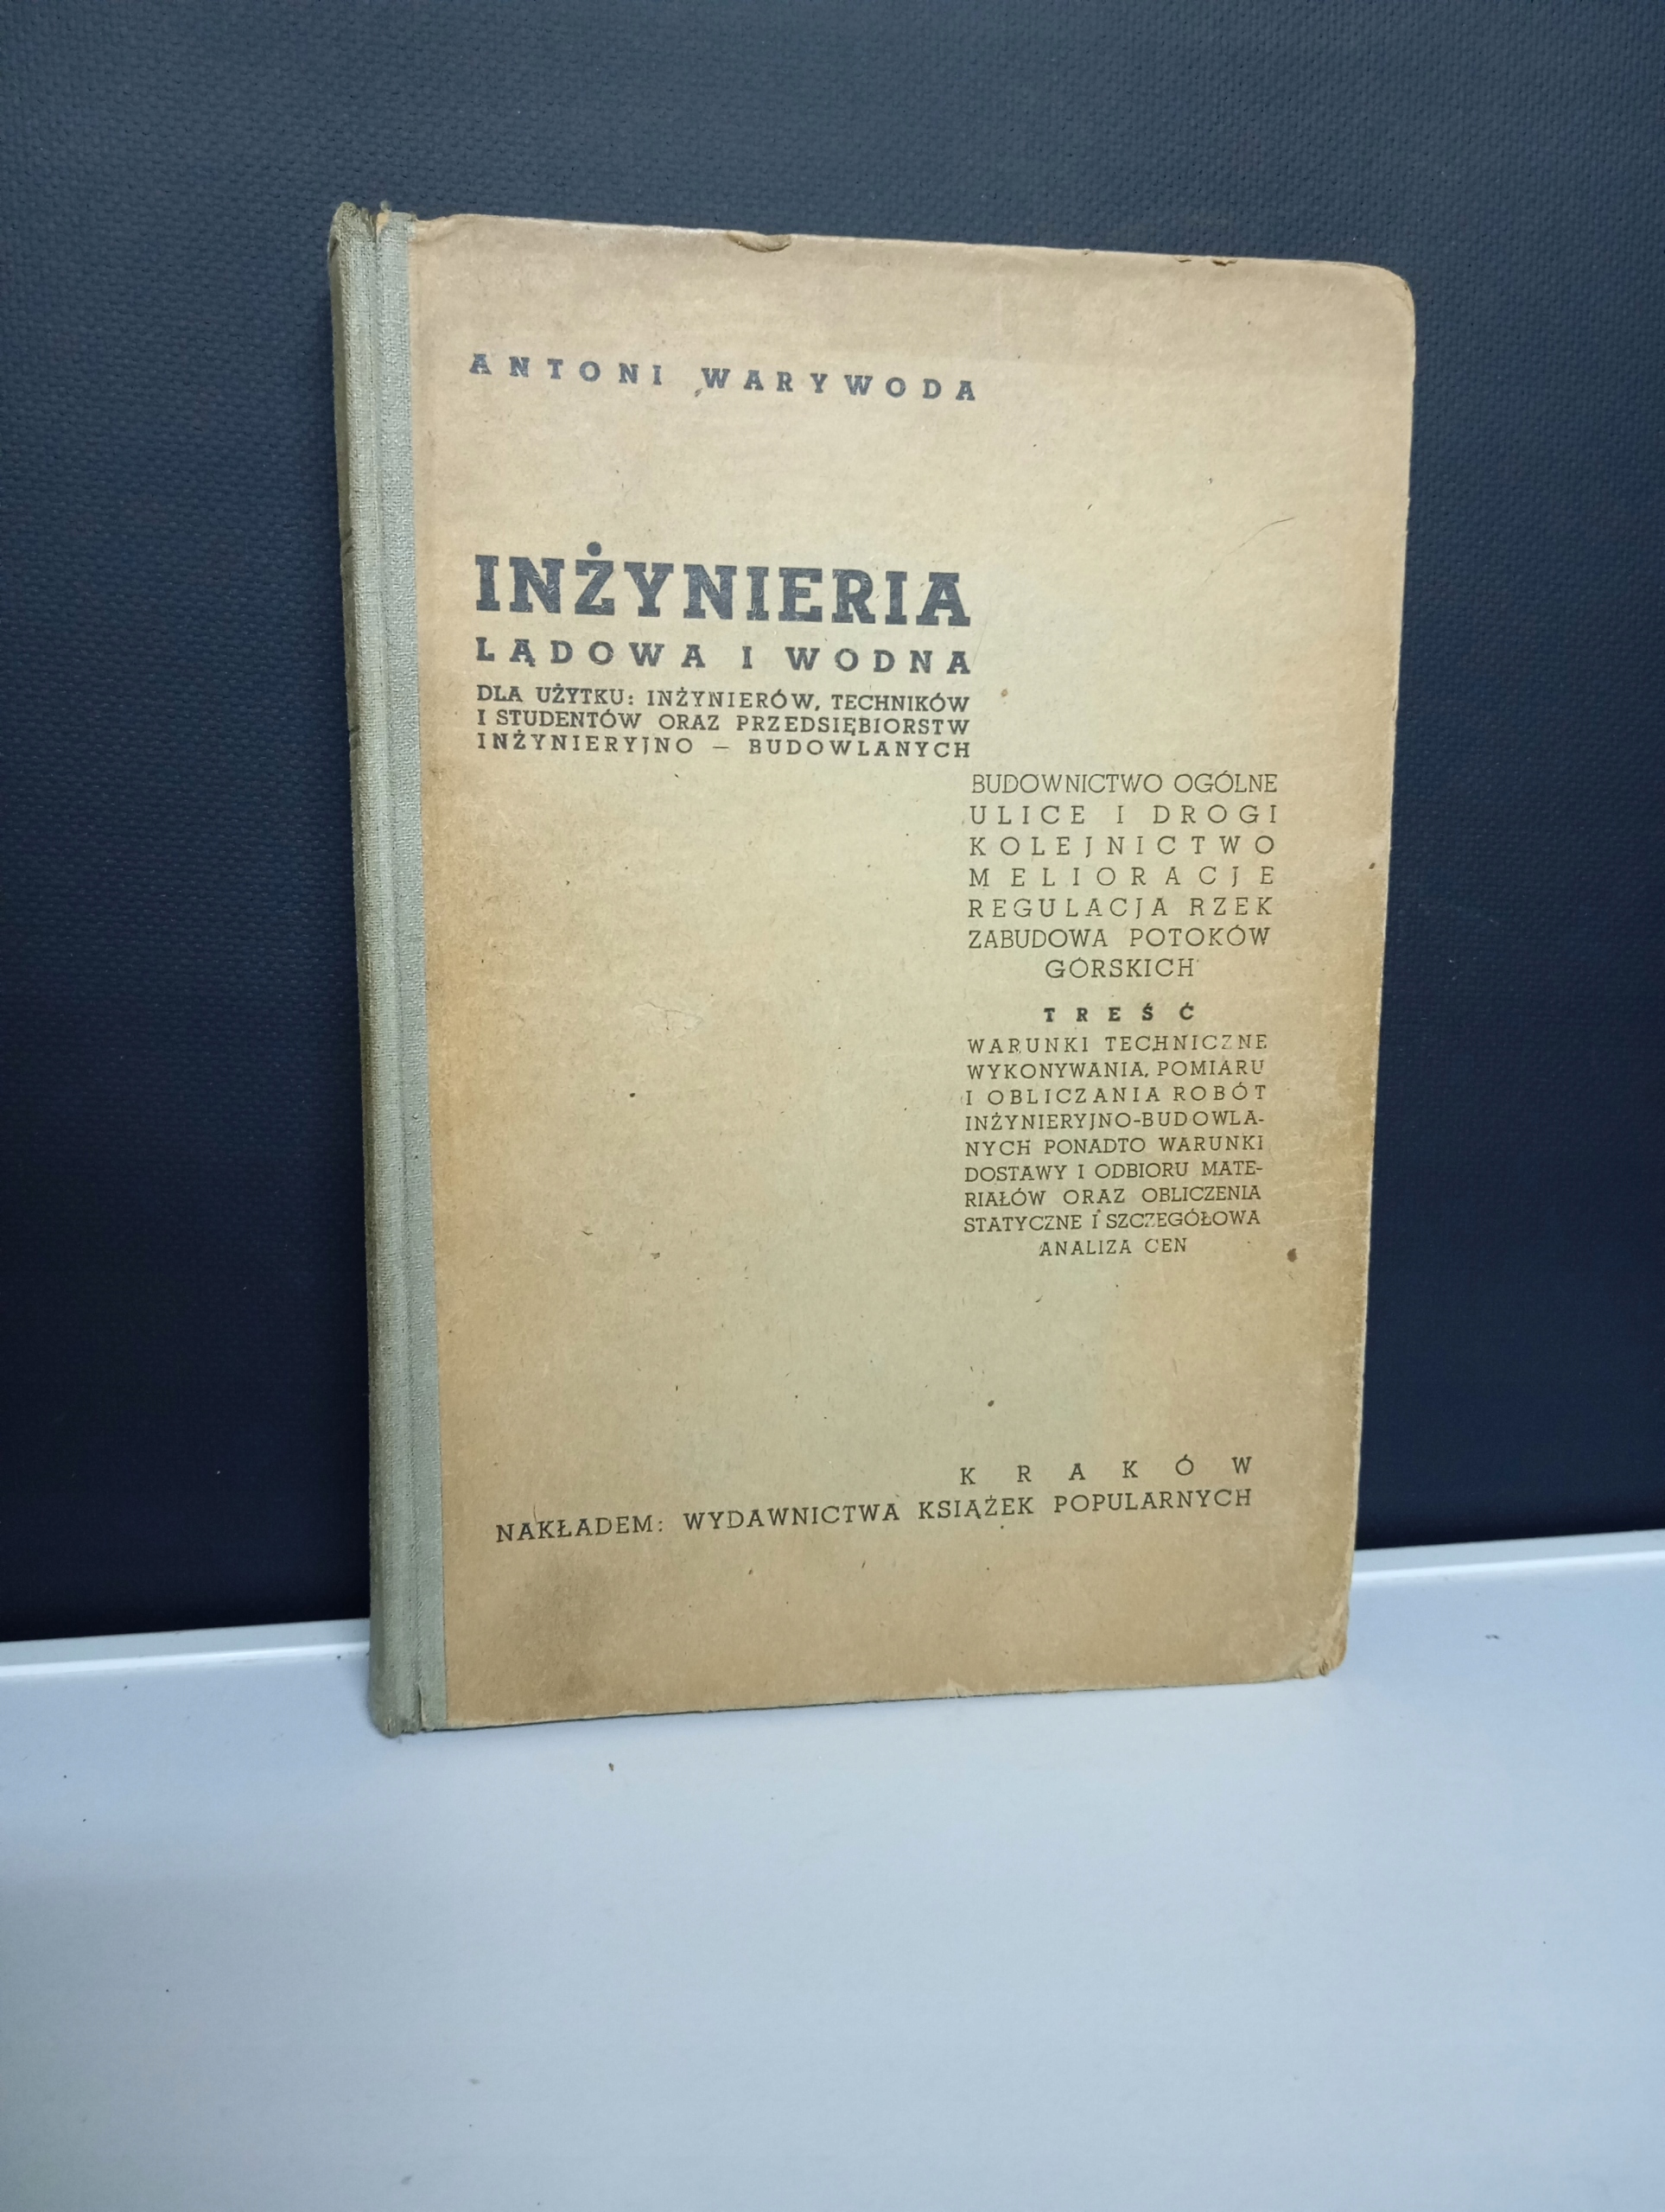 ANTONI WARYWODA
INŻYNIERIA
LĄDOWA I WODNA
DLA UŻYTKU: INŻYNIERÓW, TECHNIKÓW
I STUDENTÓW ORAZ PRZEDSIĘBIORSTW
INŻYNIERYJNO — BUDOWLANYCH
BUDOWNICTWO OGÓLNE
ULICE I DROGI
KOLEJNICTWO
MELIORACJE
REGULACJA RZEK
ZABUDOWA POTOKÓW
GÓRSKICH
TREŚĆ
WARUNKI TECHNICZNE
WYKONYWANIA, POMIARU
I OBLICZANIA ROBÓT
INŻYNIERYJNO-BUDOWLA-
NYCH PONADTO WARUNKI
DOSTAWY I ODBIORU MATE-
RIAŁÓW ORAZ OBLICZENIA
STATYCZNE I SZCZEGÓŁOWA
ANALIZA CEN
KRAKÓW
NAKŁADEM: WYDAWNICTWA KSIĄŻEK POPULARNYCH